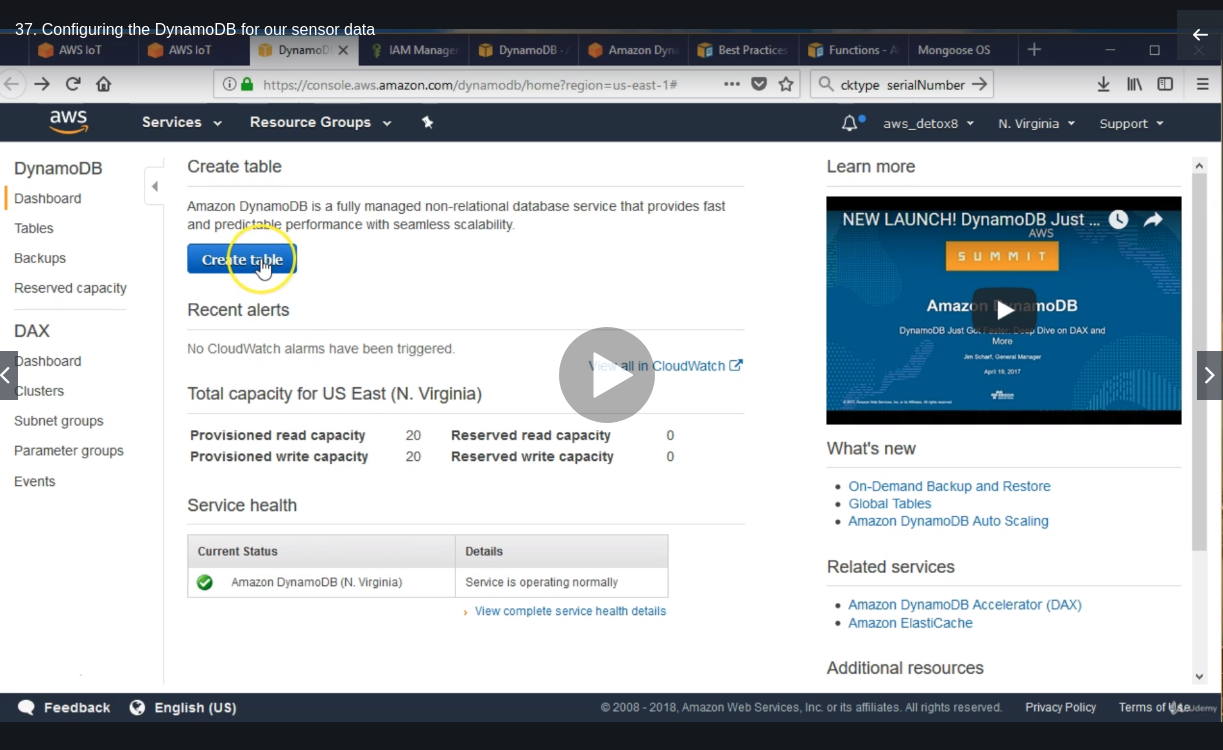 37. Configuring the DynamoDB for our sensor data
AWS IoT
AWS IoT
DynamoD
IAM Manager
DynamoDB - A
Amazon Dyna
Best Practices
Functions - A
Mongoose OS
https://console.aws.amazon.com/dynamodb/home?region=us-east-1#
cktype serialNumber
aws
Services
Resource Groups
aws_detox8
N. Virginia
Support
DynamoDB
Dashboard
Tables
Backups
Reserved capacity
DAX
Dashboard
Clusters
Subnet groups
Parameter groups
Events
Create table
Amazon DynamoDB is a fully managed non-relational database service that provides fast
and predictable performance with seamless scalability.
Create table
Recent alerts
No CloudWatch alarms have been triggered.
View all in CloudWatch
Total capacity for US East (N. Virginia)
Provisioned read capacity 20 Reserved read capacity 0
Provisioned write capacity 20 Reserved write capacity 0
Service health
Current Status Details
Amazon DynamoDB (N. Virginia) Service is operating normally
View complete service health details
Learn more
NEW LAUNCH! DynamoDB Just ...
AWS
SUMMIT
Amazon DynamoDB
DynamoDB Just Got Faster: Deep Dive on DAX and
More
Jim Scharf, General Manager
April 19, 2017
What's new
On-Demand Backup and Restore
Global Tables
Amazon DynamoDB Auto Scaling
Related services
Amazon DynamoDB Accelerator (DAX)
Amazon ElastiCache
Additional resources
Feedback
English (US)
© 2008 - 2018, Amazon Web Services, Inc. or its affiliates. All rights reserved.
Privacy Policy
Terms of Use
Udemy